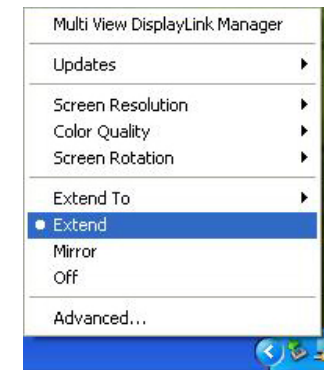 Multi View DisplayLink Manager
Updates
Screen Resolution
Color Quality
Screen Rotation
Extend To
Extend
Mirror
Off
Advanced...